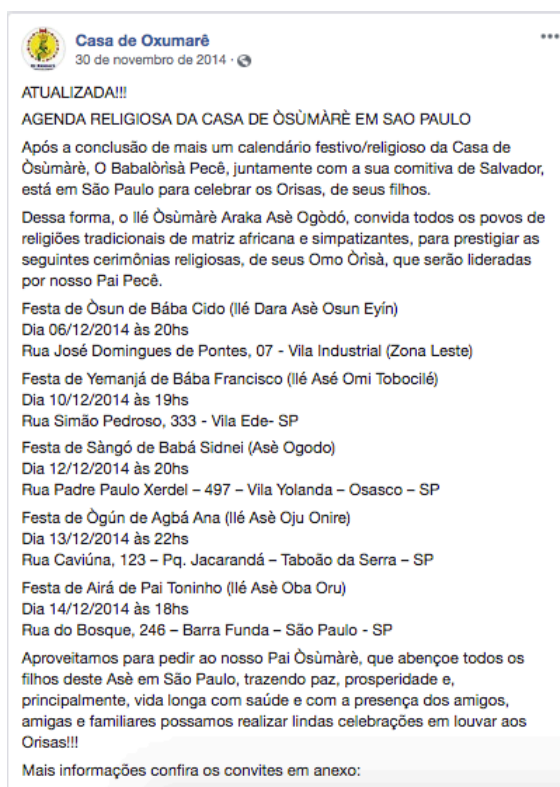 Casa de Oxumarê
30 de novembro de 2014 ·
ATUALIZADA!!!
AGENDA RELIGIOSA DA CASA DE ÒSÙMÀRÈ EM SAO PAULO
Após a conclusão de mais um calendário festivo/religioso da Casa de
Òsùmàrè, O Babalòrìsà Pecê, juntamente com a sua comitiva de Salvador,
está em São Paulo para celebrar os Orisas, de seus filhos.
Dessa forma, o Ilé Òsùmàrè Araka Asè Ogòdó, convida todos os povos de
religiões tradicionais de matriz africana e simpatizantes, para prestigiar as
seguintes cerimônias religiosas, de seus Omo Òrìsà, que serão lideradas
por nosso Pai Pecê.
Festa de Òsun de Bába Cido (Ilé Dara Asè Osun Eyín)
Dia 06/12/2014 às 20hs
Rua José Domingues de Pontes, 07 - Vila Industrial (Zona Leste)
Festa de Yemanjá de Bába Francisco (Ilé Asé Omi Tobocilé)
Dia 10/12/2014 às 19hs
Rua Simão Pedroso, 333 - Vila Ede- SP
Festa de Sàngó de Babá Sidnei (Asè Ogodo)
Dia 12/12/2014 às 20hs
Rua Padre Paulo Xerdel – 497 – Vila Yolanda – Osasco – SP
Festa de Ògún de Agbá Ana (Ilé Asè Oju Onire)
Dia 13/12/2014 às 22hs
Rua Caviúna, 123 – Pq. Jacarandá – Taboão da Serra – SP
Festa de Airá de Pai Toninho (Ilé Asè Oba Oru)
Dia 14/12/2014 às 18hs
Rua do Bosque, 246 – Barra Funda – São Paulo - SP
Aproveitamos para pedir ao nosso Pai Òsùmàrè, que abençoe todos os
filhos deste Asè em São Paulo, trazendo paz, prosperidade e,
principalmente, vida longa com saúde e com a presença dos amigos,
amigas e familiares possamos realizar lindas celebrações em louvar aos
Orisas!!!
Mais informações confira os convites em anexo: